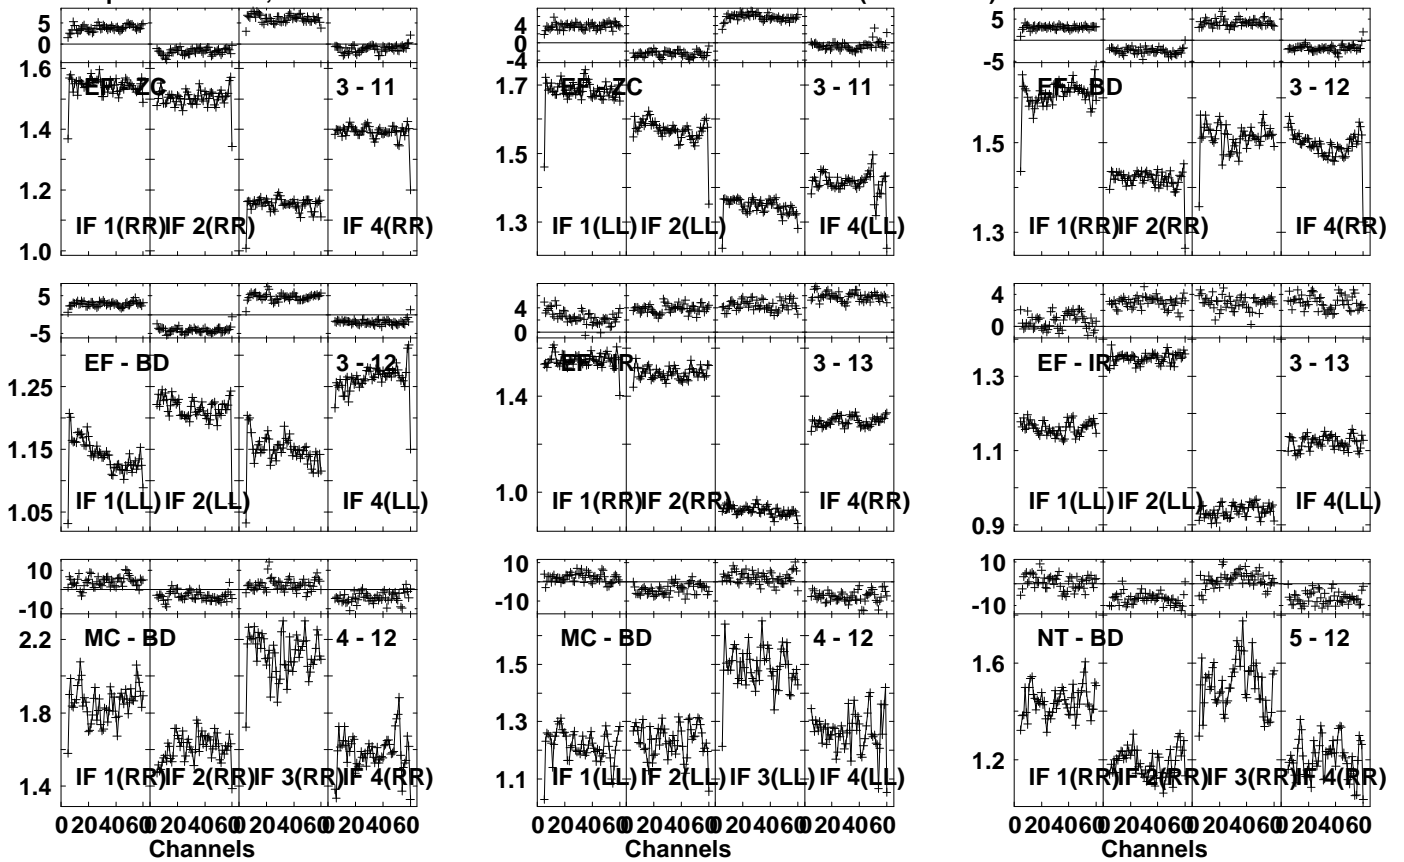 5
0
1.6
1.4
1.2
1.0
EF - ZC
3 - 11
IF 1(RR)
IF 2(RR)
IF 4(RR)
4
0
-4
1.7
1.5
1.3
EF - ZC
3 - 11
IF 1(LL)
IF 2(LL)
IF 4(LL)
5
0
-5
1.5
1.3
EF - BD
3 - 12
IF 1(RR)
IF 2(RR)
IF 4(RR)
5
-5
1.25
1.15
1.05
EF - BD
3 - 12
IF 1(LL)
IF 2(LL)
IF 4(LL)
4
0
1.4
1.0
EF - IR
3 - 13
IF 1(RR)
IF 2(RR)
IF 4(RR)
4
0
1.3
1.1
0.9
EF - IR
3 - 13
IF 1(LL)
IF 2(LL)
IF 4(LL)
10
-10
2.2
1.8
1.4
MC - BD
4 - 12
IF 1(RR)
IF 2(RR)
IF 3(RR)
IF 4(RR)
0 20 40 60 0 20 40 60 0 20 40 60 0 20 40 60
Channels
10
-10
1.5
1.3
1.1
MC - BD
4 - 12
IF 1(LL)
IF 2(LL)
IF 3(LL)
IF 4(LL)
0 20 40 60 0 20 40 60 0 20 40 60 0 20 40 60
Channels
10
-10
1.6
1.2
NT - BD
5 - 12
IF 1(RR)
IF 2(RR)
IF 3(RR)
IF 4(RR)
0 20 40 60 0 20 40 60 0 20 40 60 0 20 40 60
Channels